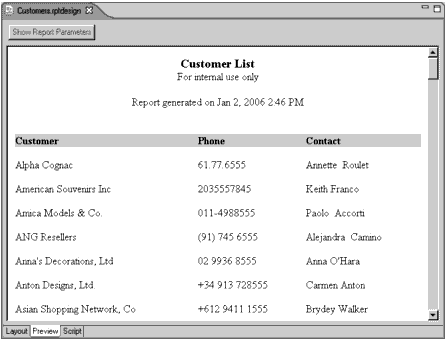 Customers.rptdesign
Show Report Parameters
Customer List
For internal use only
Report generated on Jan 2, 2006 2:46 PM
Customer Phone Contact
Alpha Cognac 61.77.6555 Annette Roulet
American Souvenirs Inc 2035557845 Keith Franco
Amica Models & Co. 011-4988555 Paolo Accorti
ANG Resellers (91) 745 6555 Alejandra Camino
Anna's Decorations, Ltd 02 9936 8555 Anna O'Hara
Anton Designs, Ltd. +34 913 728555 Carmen Anton
Asian Shopping Network, Co +612 9411 1555 Brydey Walker
Layout Preview Script